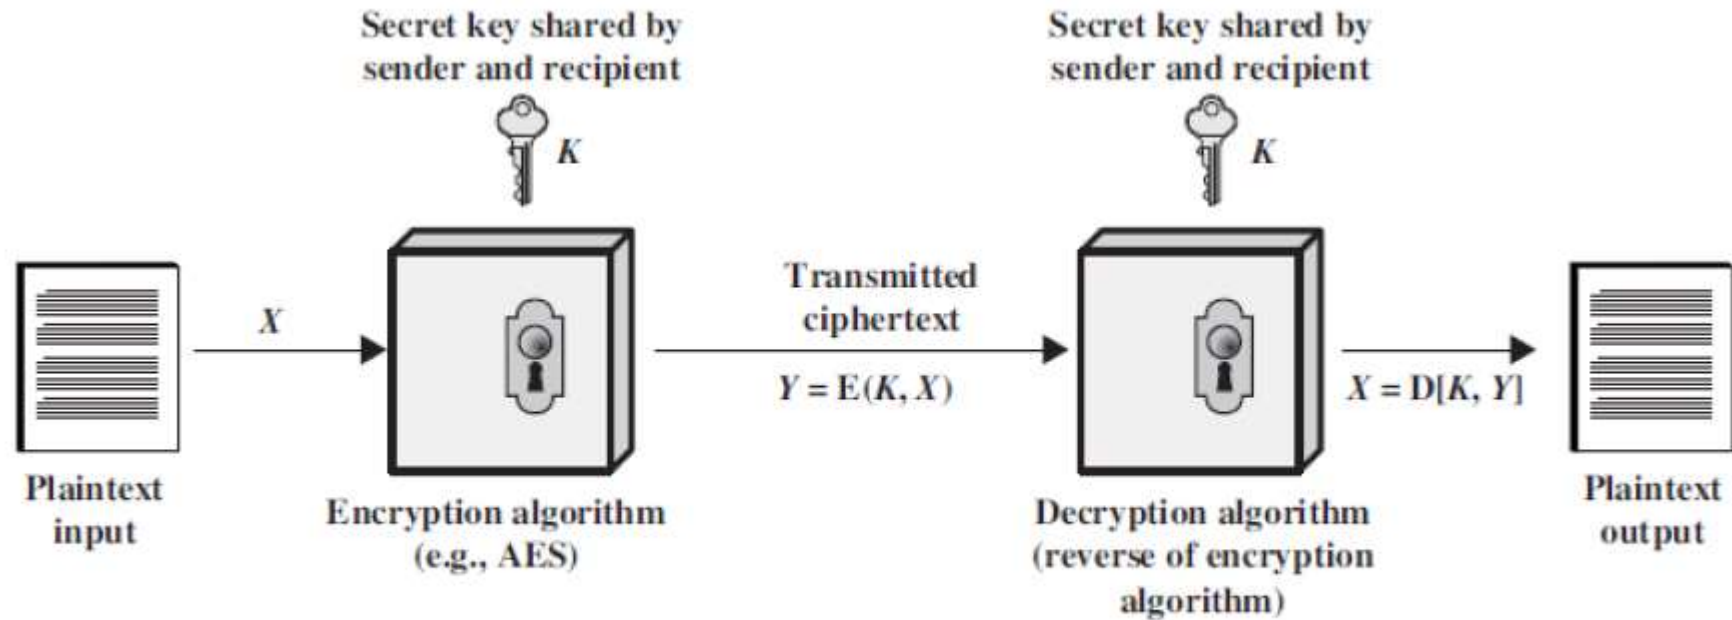 Secret key shared by
sender and recipient
K
Secret key shared by
sender and recipient
K
X
Transmitted
ciphertext
Y = E(K, X)
X = D[K, Y]
Plaintext
input
Encryption algorithm
(e.g., AES)
Decryption algorithm
(reverse of encryption
algorithm)
Plaintext
output